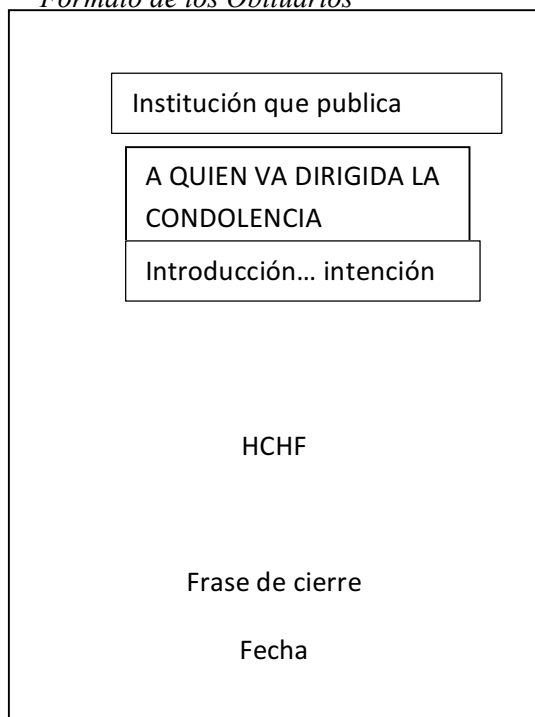 Formato de los Obituarios
Institución que publica
A QUIEN VA DIRIGIDA LA
CONDOLENCIA
Introducción... intención
HCHF
Frase de cierre
Fecha